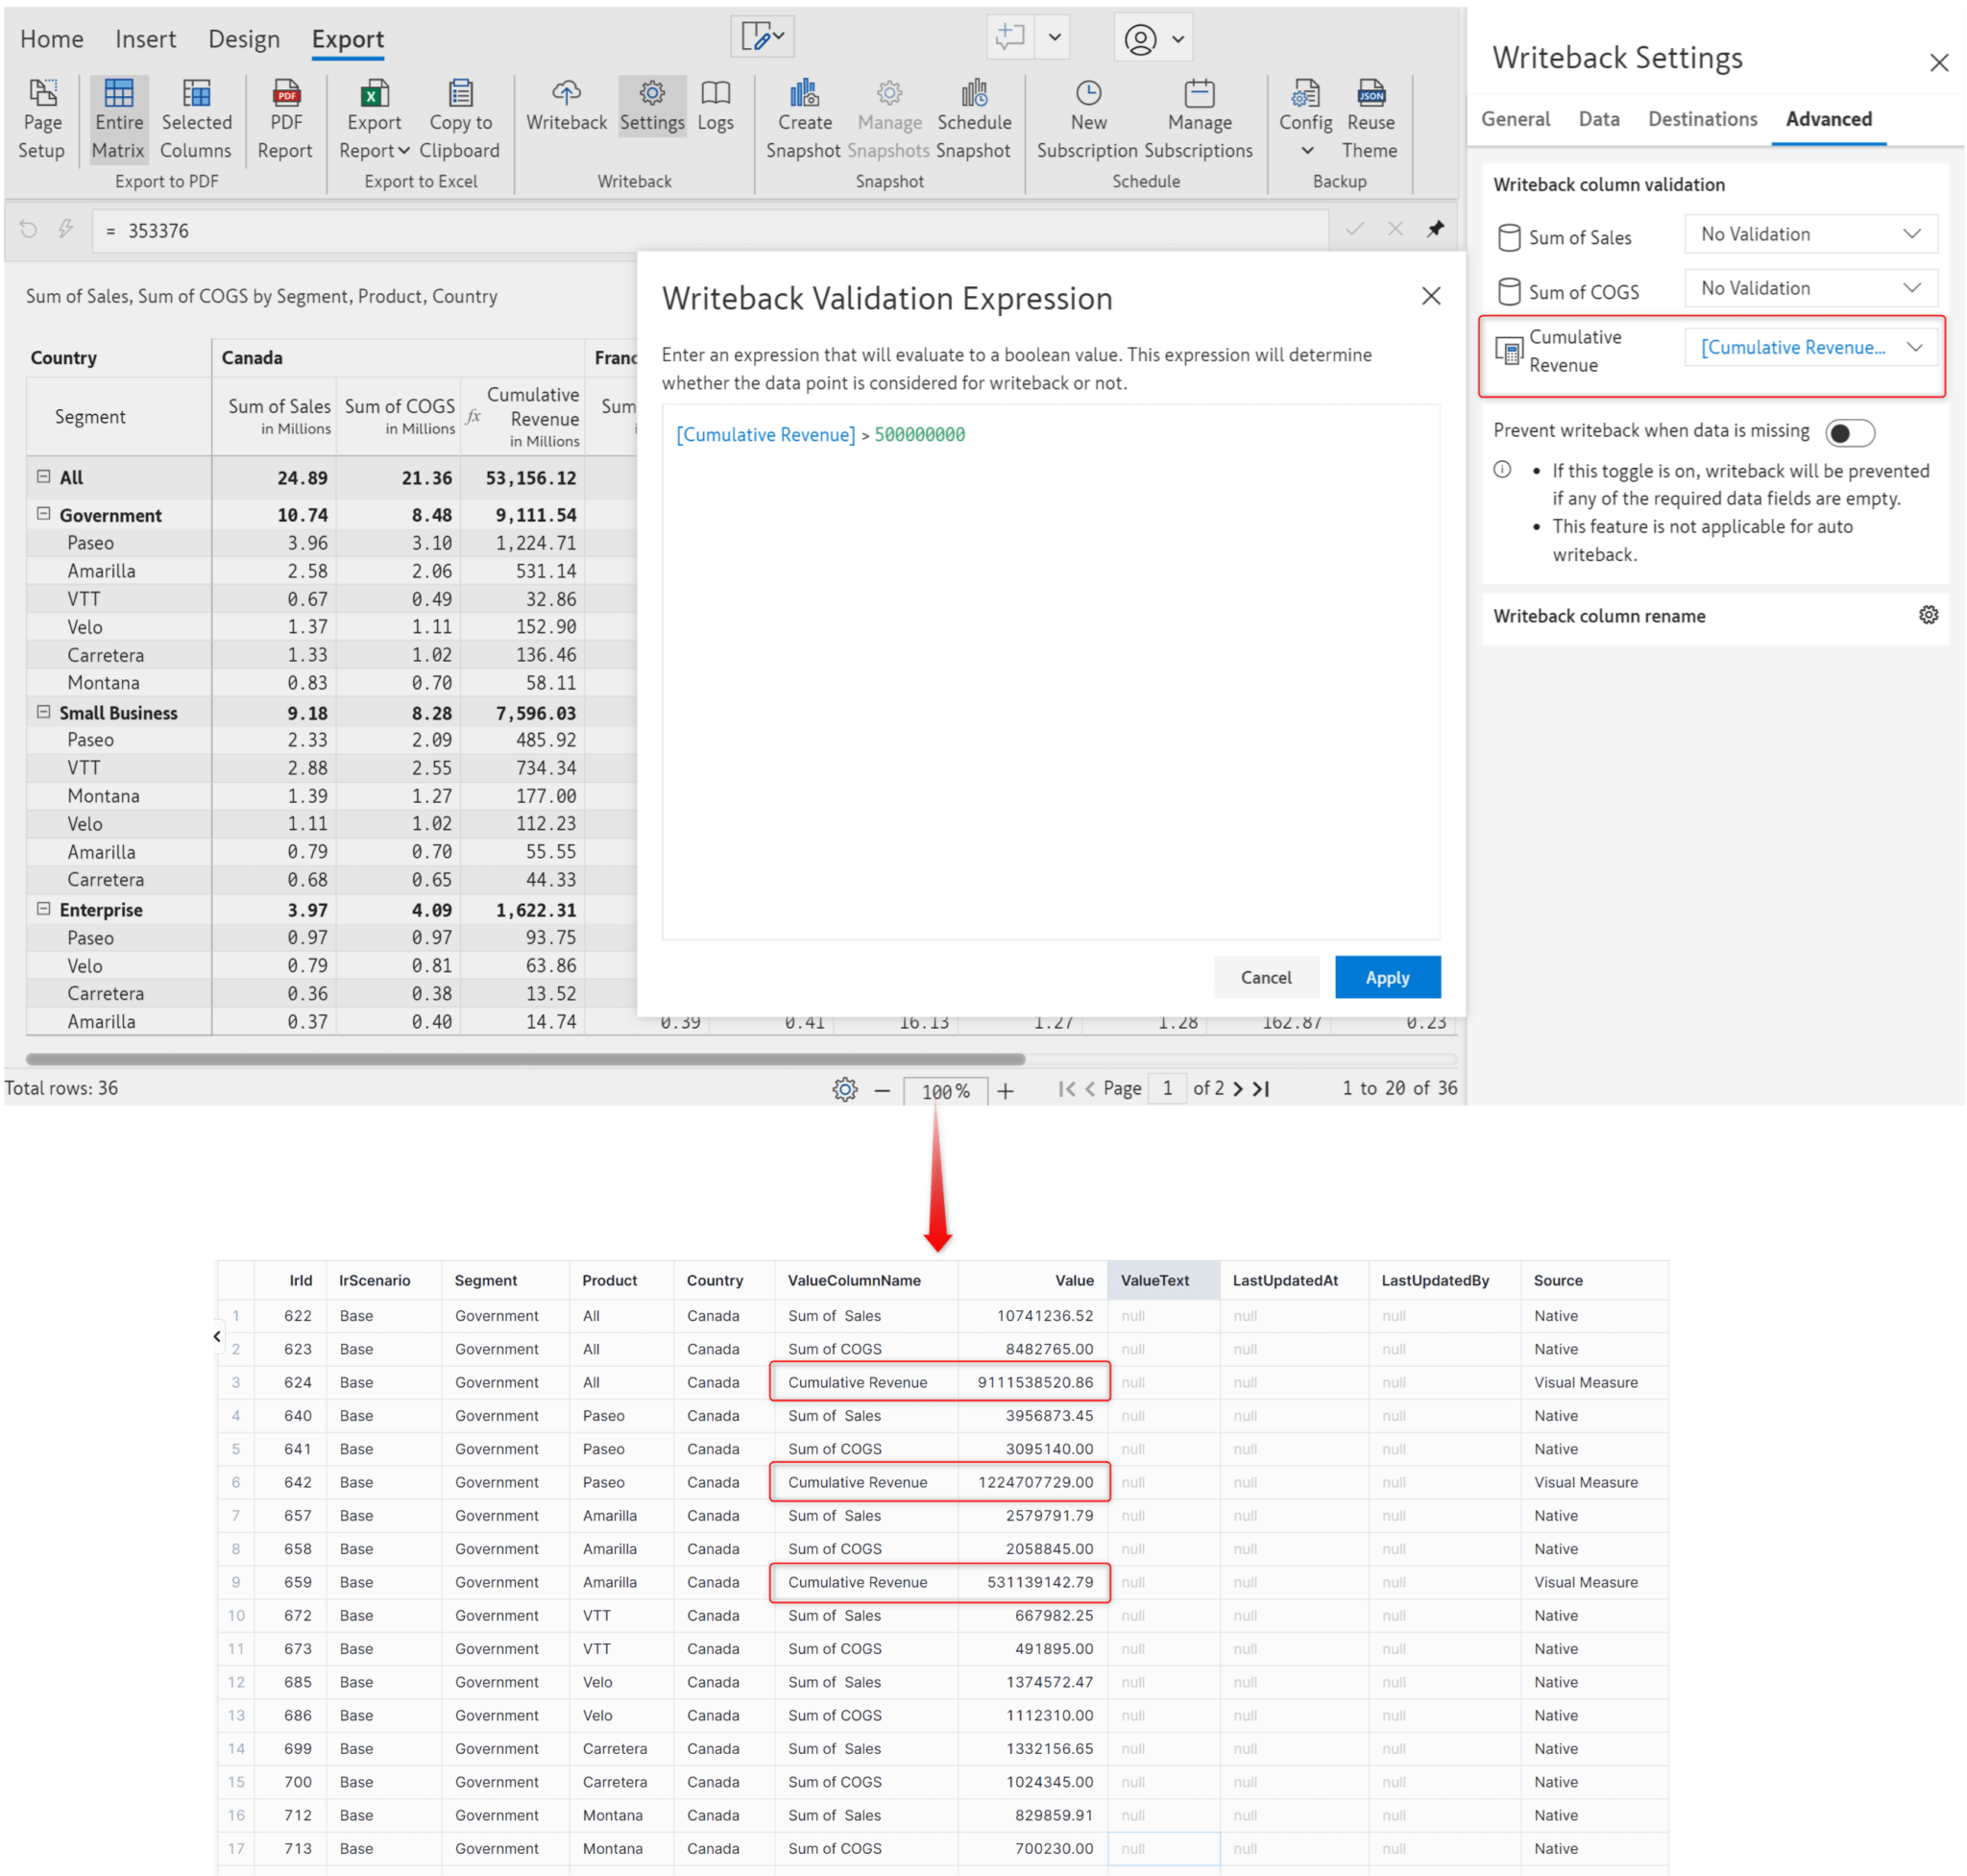 Home Insert Design Export
Page Setup
Entire Matrix
Selected Columns
Export to PDF
PDF Report
Export Report
Copy to Clipboard
Export to Excel
Writeback
Settings
Logs
Writeback
Create Snapshot
Manage Snapshots
Schedule Snapshot
Snapshot
New Subscription
Manage Subscriptions
Schedule
Config
Reuse Theme
Backup
= 353376
Sum of Sales, Sum of COGS by Segment, Product, Country
Country Canada Franc
Segment Sum of Sales in Millions Sum of COGS in Millions fx Cumulative Revenue in Millions Sum
All 24.89 21.36 53,156.12
Government 10.74 8.48 9,111.54
Paseo 3.96 3.10 1,224.71
Amarilla 2.58 2.06 531.14
VTT 0.67 0.49 32.86
Velo 1.37 1.11 152.90
Carretera 1.33 1.02 136.46
Montana 0.83 0.70 58.11
Small Business 9.18 8.28 7,596.03
Paseo 2.33 2.09 485.92
VTT 2.88 2.55 734.34
Montana 1.39 1.27 177.00
Velo 1.11 1.02 112.23
Amarilla 0.79 0.70 55.55
Carretera 0.68 0.65 44.33
Enterprise 3.97 4.09 1,622.31
Paseo 0.97 0.97 93.75
Velo 0.79 0.81 63.86
Carretera 0.36 0.38 13.52
Amarilla 0.37 0.40 14.74 0.39 0.41 16.13 1.27 1.28 162.87 0.23
Total rows: 36
100%
Page 1 of 2
1 to 20 of 36
Writeback Validation Expression
Enter an expression that will evaluate to a boolean value. This expression will determine
whether the data point is considered for writeback or not.
[Cumulative Revenue] > 500000000
Cancel Apply
Writeback Settings
General Data Destinations Advanced
Writeback column validation
Sum of Sales No Validation
Sum of COGS No Validation
Cumulative Revenue [Cumulative Revenue...
Prevent writeback when data is missing
• If this toggle is on, writeback will be prevented
if any of the required data fields are empty.
• This feature is not applicable for auto
writeback.
Writeback column rename
IrId IrScenario Segment Product Country ValueColumnName Value ValueText LastUpdatedAt LastUpdatedBy Source
1 622 Base Government All Canada Sum of Sales 10741236.52 null null null Native
2 623 Base Government All Canada Sum of COGS 8482765.00 null null null Native
3 624 Base Government All Canada Cumulative Revenue 9111538520.86 null null null Visual Measure
4 640 Base Government Paseo Canada Sum of Sales 3956873.45 null null null Native
5 641 Base Government Paseo Canada Sum of COGS 3095140.00 null null null Native
6 642 Base Government Paseo Canada Cumulative Revenue 1224707729.00 null null null Visual Measure
7 657 Base Government Amarilla Canada Sum of Sales 2579791.79 null null null Native
8 658 Base Government Amarilla Canada Sum of COGS 2058845.00 null null null Native
9 659 Base Government Amarilla Canada Cumulative Revenue 531139142.79 null null null Visual Measure
10 672 Base Government VTT Canada Sum of Sales 667982.25 null null null Native
11 673 Base Government VTT Canada Sum of COGS 491895.00 null null null Native
12 685 Base Government Velo Canada Sum of Sales 1374572.47 null null null Native
13 686 Base Government Velo Canada Sum of COGS 1112310.00 null null null Native
14 699 Base Government Carretera Canada Sum of Sales 1332156.65 null null null Native
15 700 Base Government Carretera Canada Sum of COGS 1024345.00 null null null Native
16 712 Base Government Montana Canada Sum of Sales 829859.91 null null null Native
17 713 Base Government Montana Canada Sum of COGS 700230.00 null null null Native